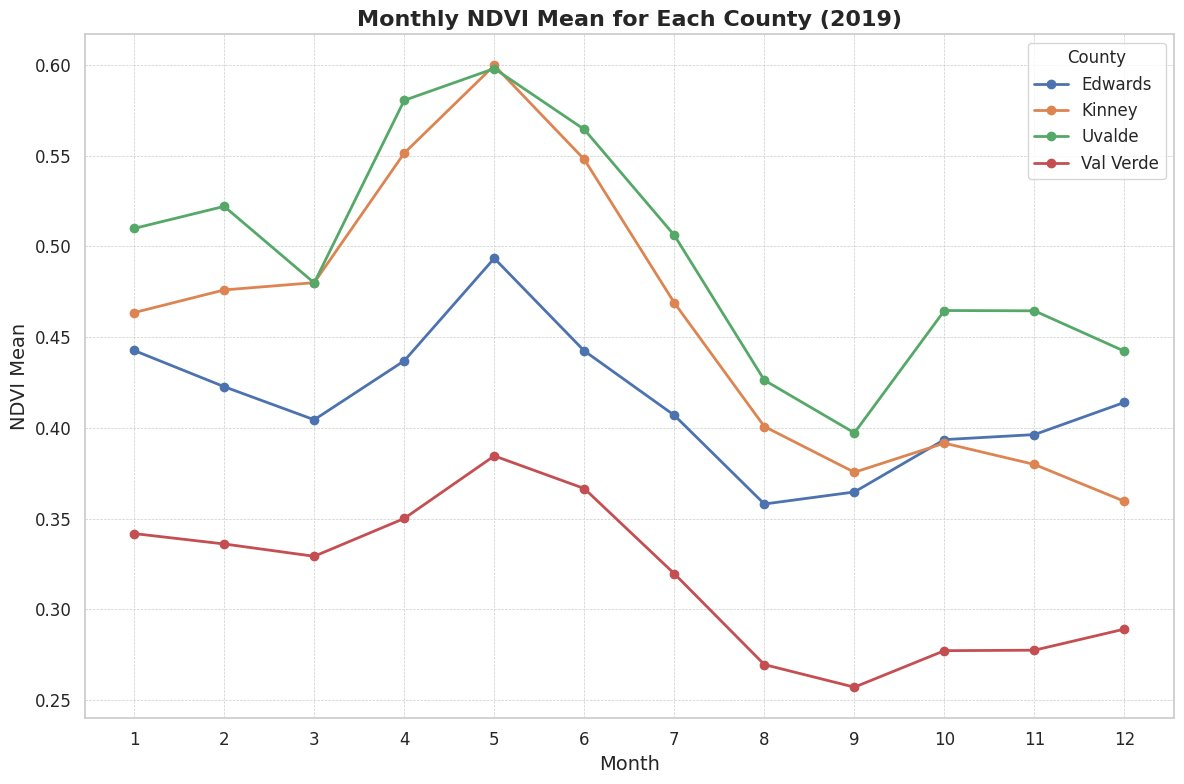 Monthly NDVI Mean for Each County (2019)
County
Edwards
Kinney
Uvalde
Val Verde
NDVI Mean
0.60
0.55
0.50
0.45
0.40
0.35
0.30
0.25
1 2 3 4 5 6 7 8 9 10 11 12
Month